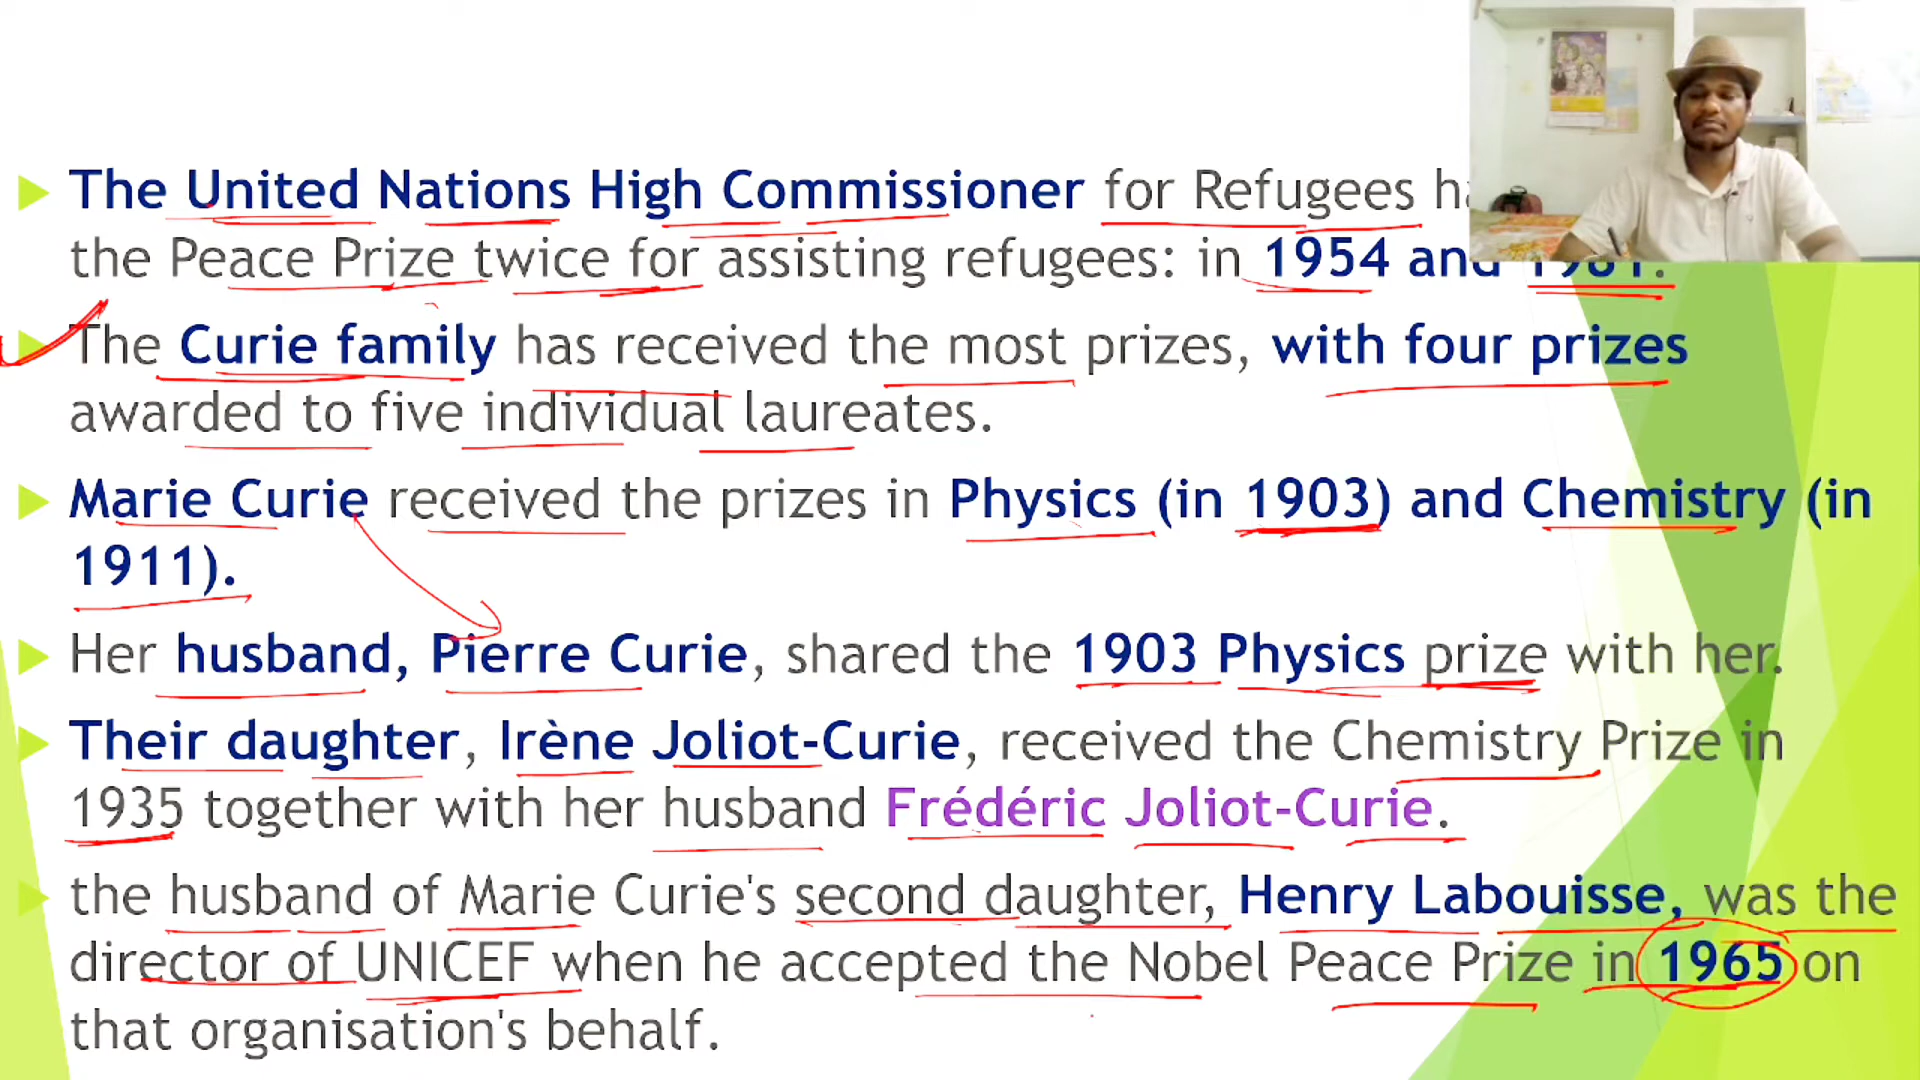 The United Nations High Commissioner for Refugees
the Peace Prize twice for assisting refugees: in 1954 and 1981.
The Curie family has received the most prizes, with four prizes
awarded to five individual laureates.
Marie Curie received the prizes in Physics (in 1903) and Chemistry (in
1911).
Her husband, Pierre Curie, shared the 1903 Physics prize with her.
Their daughter, Irène Joliot-Curie, received the Chemistry Prize in
1935 together with her husband Frédéric Joliot-Curie.
the husband of Marie Curie's second daughter, Henry Labouisse, was the
director of UNICEF when he accepted the Nobel Peace Prize in 1965 on
that organisation's behalf.